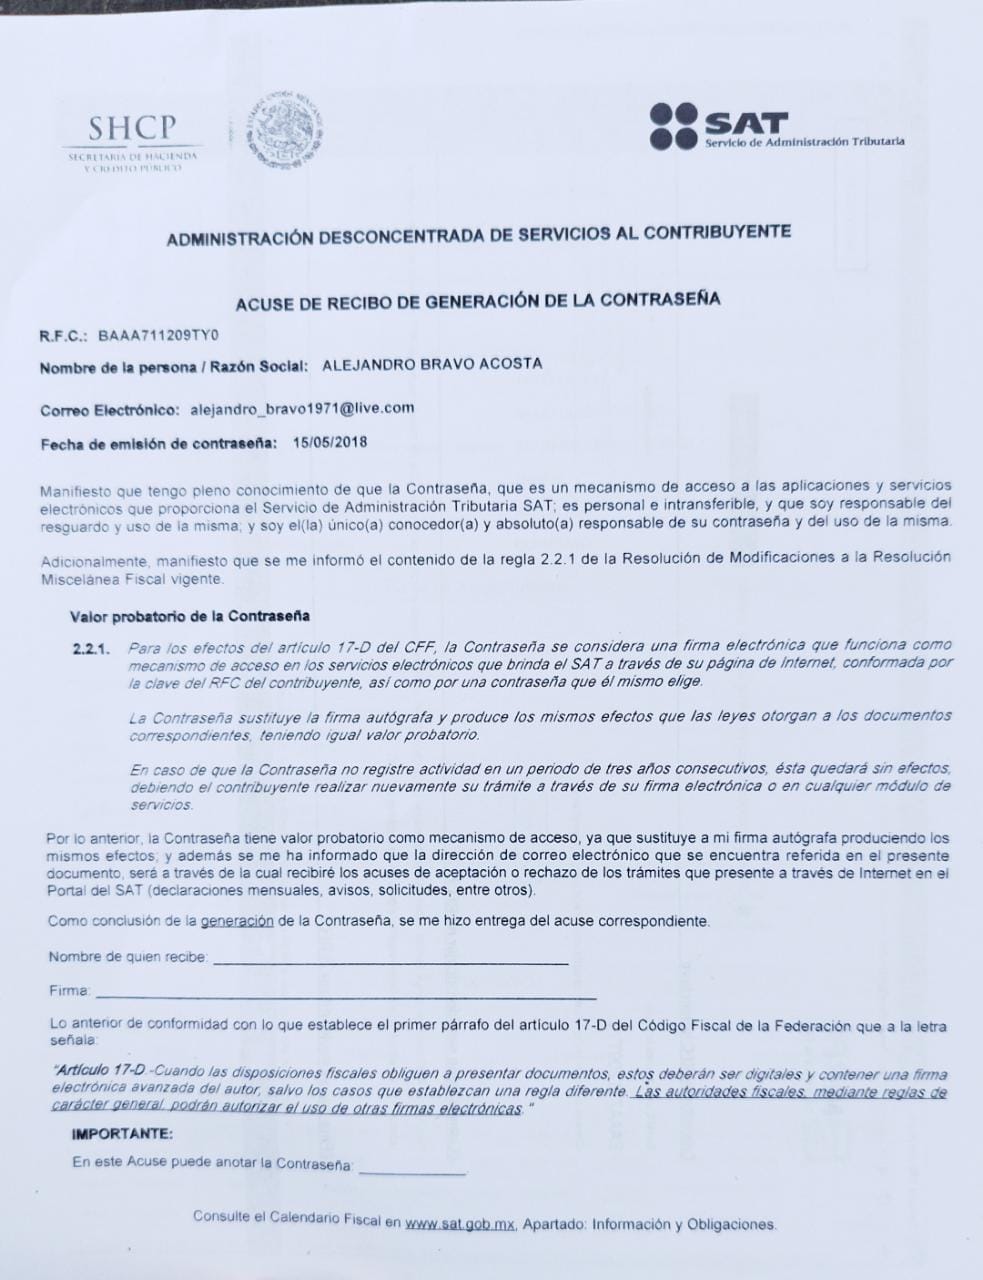 SHCP
SECRETARÍA DE HACIENDA
Y CRÉDITO PÚBLICO
ESTADOS UNIDOS MEXICANOS
SAT
Servicio de Administración Tributaria
ADMINISTRACIÓN DESCONCENTRADA DE SERVICIOS AL CONTRIBUYENTE
ACUSE DE RECIBO DE GENERACIÓN DE LA CONTRASEÑA
R.F.C.: BAAA711209TY0
Nombre de la persona / Razón Social: ALEJANDRO BRAVO ACOSTA
Correo Electrónico: alejandro_bravo1971@live.com
Fecha de emisión de contraseña: 15/05/2018
Manifiesto que tengo pleno conocimiento de que la Contraseña, que es un mecanismo de acceso a las aplicaciones y servicios
electrónicos que proporciona el Servicio de Administración Tributaria SAT; es personal e intransferible, y que soy responsable del
resguardo y uso de la misma; y soy el(la) único(a) conocedor(a) y absoluto(a) responsable de su contraseña y del uso de la misma.
Adicionalmente, manifiesto que se me informó el contenido de la regla 2.2.1 de la Resolución de Modificaciones a la Resolución
Miscelánea Fiscal vigente.
Valor probatorio de la Contraseña
2.2.1. Para los efectos del artículo 17-D del CFF, la Contraseña se considera una firma electrónica que funciona como
mecanismo de acceso en los servicios electrónicos que brinda el SAT a través de su página de Internet, conformada por
la clave del RFC del contribuyente, así como por una contraseña que él mismo elige.
La Contraseña sustituye la firma autógrafa y produce los mismos efectos que las leyes otorgan a los documentos
correspondientes, teniendo igual valor probatorio.
En caso de que la Contraseña no registre actividad en un periodo de tres años consecutivos, ésta quedará sin efectos,
debiendo el contribuyente realizar nuevamente su trámite a través de su firma electrónica o en cualquier módulo de
servicios.
Por lo anterior, la Contraseña tiene valor probatorio como mecanismo de acceso, ya que sustituye a mi firma autógrafa produciendo los
mismos efectos; y además se me ha informado que la dirección de correo electrónico que se encuentra referida en el presente
documento, será a través de la cual recibiré los acuses de aceptación o rechazo de los trámites que presente a través de Internet en el
Portal del SAT (declaraciones mensuales, avisos, solicitudes, entre otros).
Como conclusión de la generación de la Contraseña, se me hizo entrega del acuse correspondiente.
Nombre de quien recibe:
Firma:
Lo anterior de conformidad con lo que establece el primer párrafo del artículo 17-D del Código Fiscal de la Federación que a la letra
señala:
"Artículo 17-D.-Cuando las disposiciones fiscales obliguen a presentar documentos, estos deberán ser digitales y contener una firma
electrónica avanzada del autor, salvo los casos que establezcan una regla diferente. Las autoridades fiscales, mediante reglas de
carácter general, podrán autorizar el uso de otras firmas electrónicas."
IMPORTANTE:
En este Acuse puede anotar la Contraseña:
Consulte el Calendario Fiscal en www.sat.gob.mx, Apartado: Información y Obligaciones.